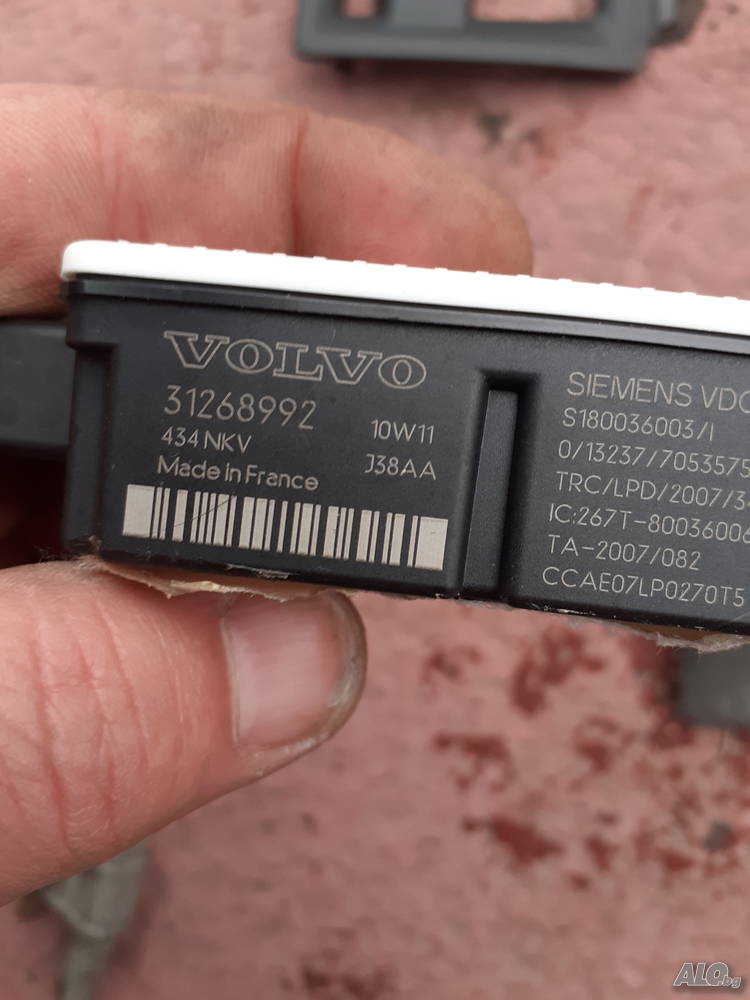 VOLVO
31268992
434 NKV
10W11
J38AA
Made in France
SIEMENS VDO
S180036003/I
0/13237/7053575
TRC/LPD/2007/3
IC:267T-80036006
TA-2007/082
CCAE07LP0270T5
ALO.bg